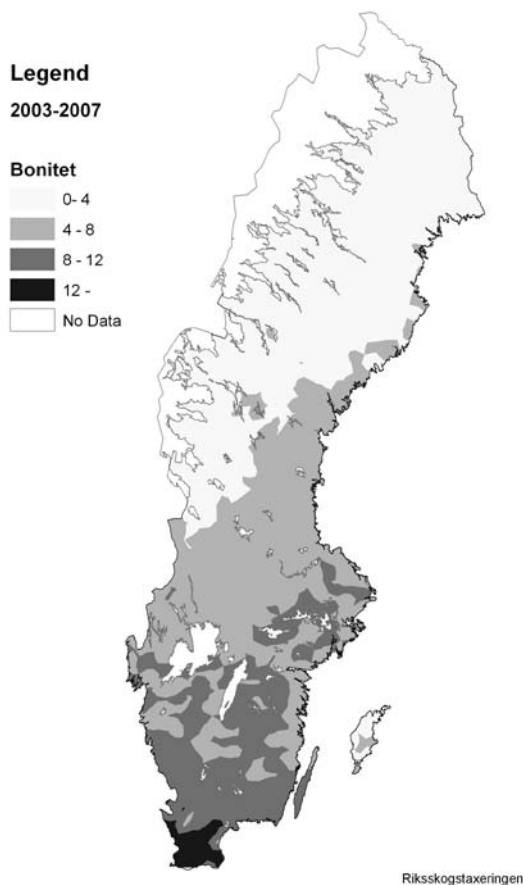 Legend
2003-2007
Bonitet
0- 4
4 - 8
8 - 12
12 -
No Data
Riksskogstaxeringen